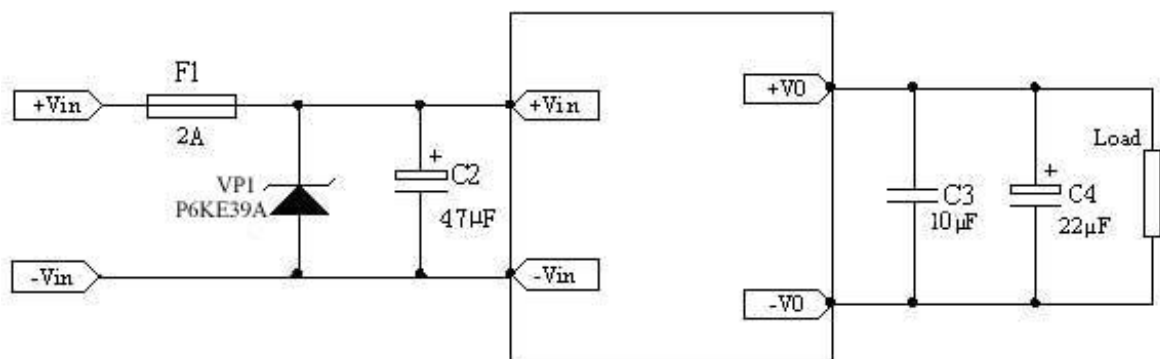 F1
+Vin
2A
VP1
P6KE39A
+
C2
47μF
-Vin
+Vin
-Vin
+V0
-V0
C3
10μF
+
C4
22μF
Load